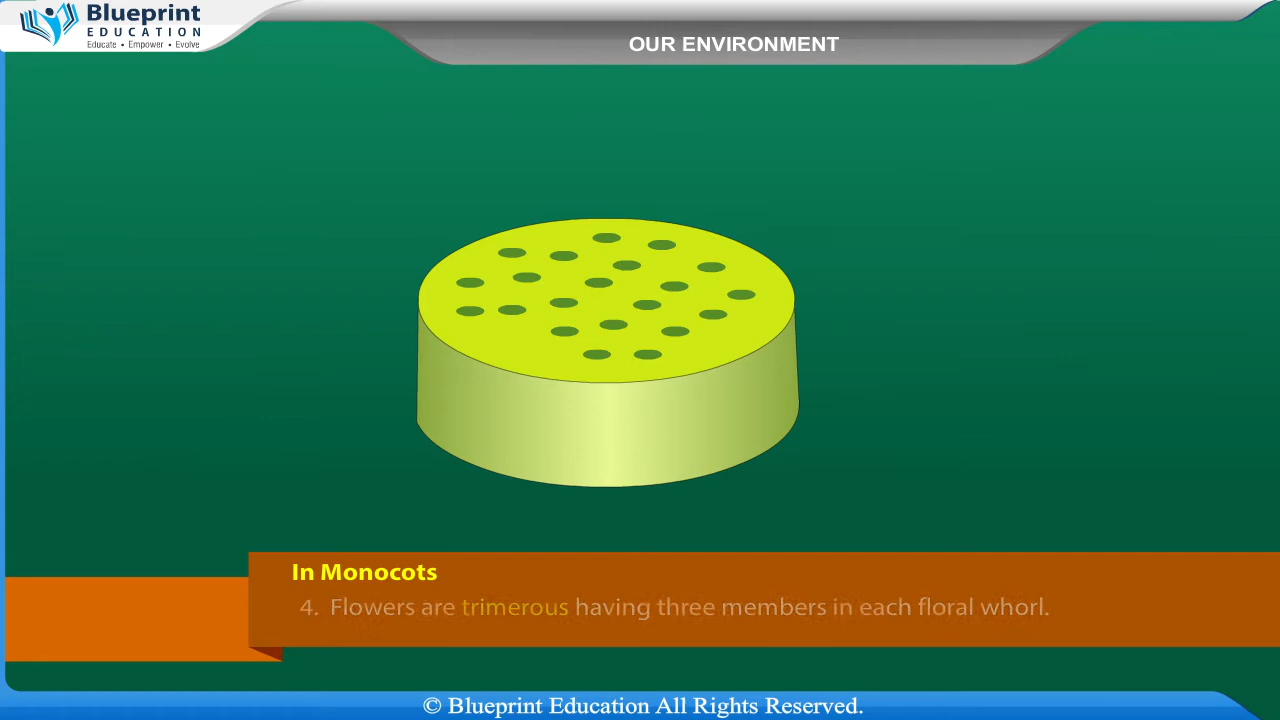 Blueprint
EDUCATION
Educate • Empower • Evolve
OUR ENVIRONMENT
In Monocots
4. Flowers are trimerous having three members in each floral whorl.
© Blueprint Education All Rights Reserved.